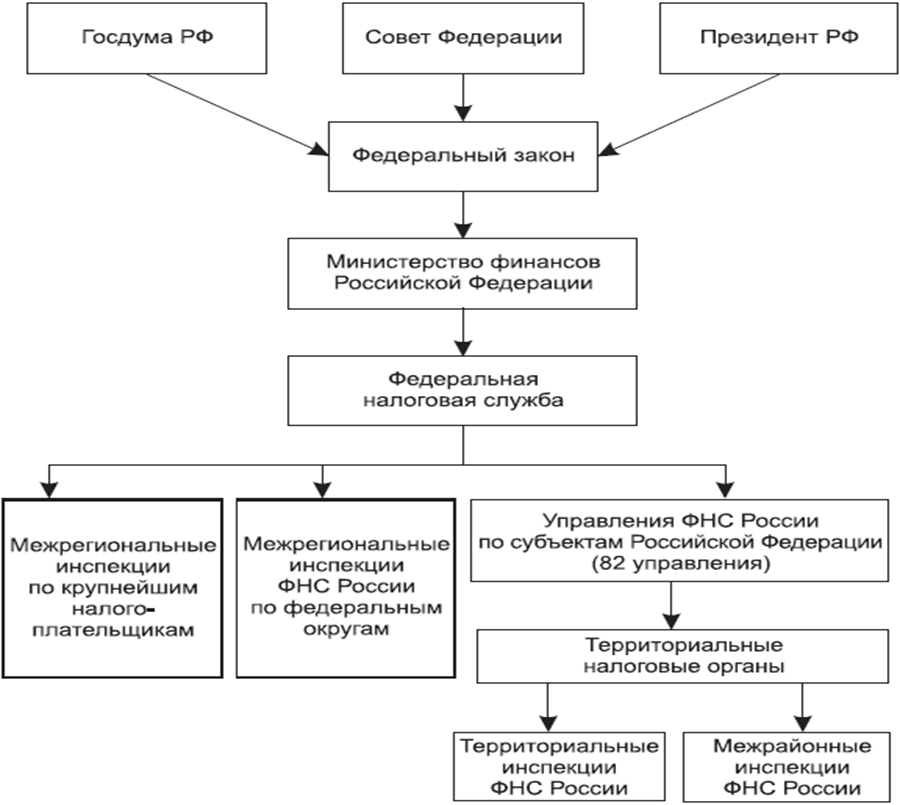 Госдума РФ
Совет Федерации
Президент РФ
Федеральный закон
Министерство финансов
Российской Федерации
Федеральная
налоговая служба
Межрегиональные
инспекции
по крупнейшим
налого-
плательщикам
Межрегиональные
инспекции
ФНС России
по федеральным
округам
Управления ФНС России
по субъектам Российской Федерации
(82 управления)
Территориальные
налоговые органы
Территориальные
инспекции
ФНС России
Межрайонные
инспекции
ФНС России